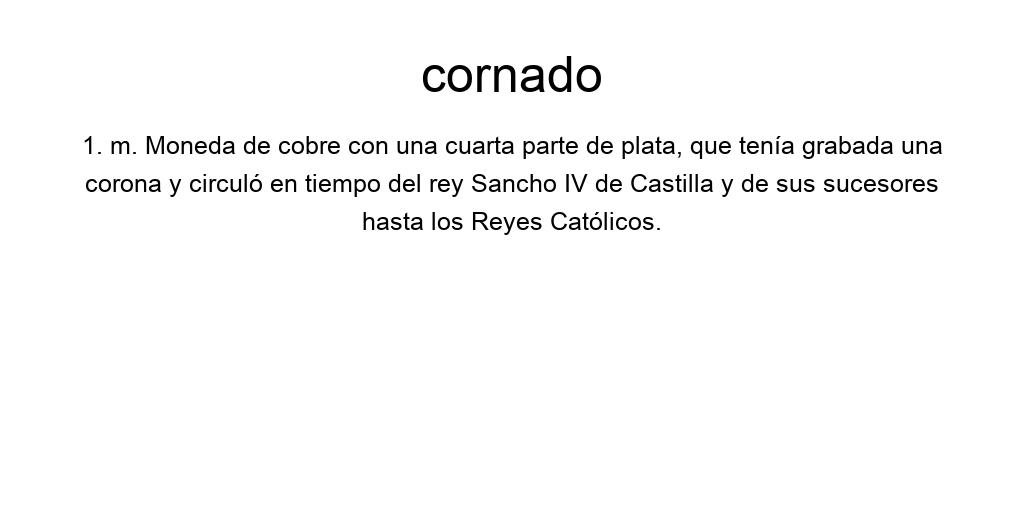 cornado
1. m. Moneda de cobre con una cuarta parte de plata, que tenía grabada una
corona y circuló en tiempo del rey Sancho IV de Castilla y de sus sucesores
hasta los Reyes Católicos.